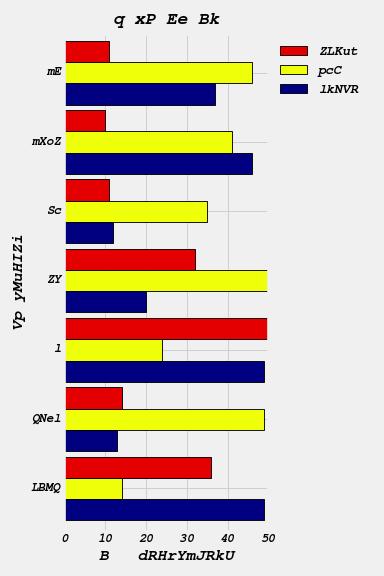 q xP Ee Bk
ZLKut
pcC
lkNVR
mE
mXoZ
Sc
ZY
l
QNel
LBMQ
Vp yMuHIzi
0 10 20 30 40 50
B dRHrYmJRkU